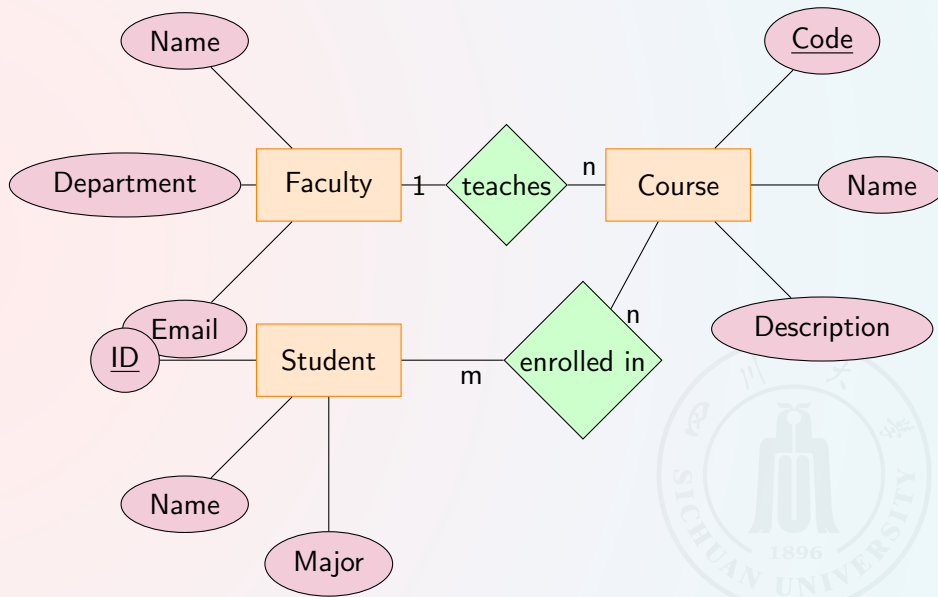 Name
Code
Department
Faculty
1
teaches
n
Course
Name
Email
n
Description
ID
Student
m
enrolled in
Name
Major
SICHUAN UNIVERSITY
1896